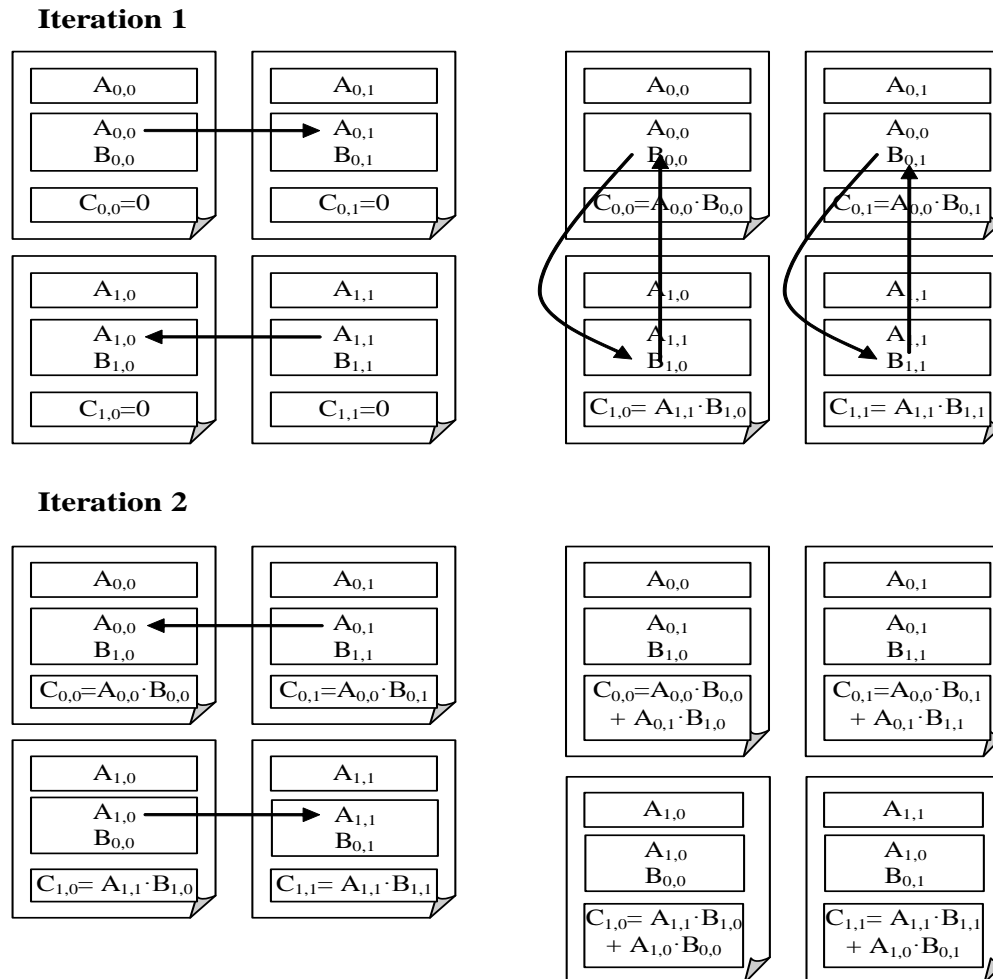 Iteration 1
A0,0
A0,0
B0,0
C0,0=0
A0,1
A0,1
B0,1
C0,1=0
A1,0
A1,0
B1,0
C1,0=0
A1,1
A1,1
B1,1
C1,1=0
A0,0
A0,0
B0,0
C0,0=A0,0·B0,0
A0,1
A0,0
B0,1
C0,1=A0,0·B0,1
A1,0
A1,1
B1,0
C1,0= A1,1·B1,0
A1,1
A1,1
B1,1
C1,1= A1,1·B1,1
Iteration 2
A0,0
A0,0
B1,0
C0,0=A0,0·B0,0
A0,1
A0,1
B1,1
C0,1=A0,0·B0,1
A1,0
A1,0
B0,0
C1,0= A1,1·B1,0
A1,1
A1,1
B0,1
C1,1= A1,1·B1,1
A0,0
A0,1
B1,0
C0,0=A0,0·B0,0
+ A0,1·B1,0
A0,1
A0,1
B1,1
C0,1=A0,0·B0,1
+ A0,1·B1,1
A1,0
A1,0
B0,0
C1,0= A1,1·B1,0
+ A1,0·B0,0
A1,1
A1,0
B0,1
C1,1= A1,1·B1,1
+ A1,0·B0,1